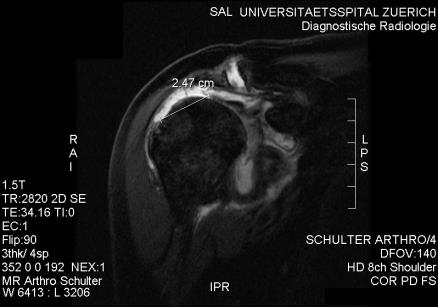 SAL UNIVERSITAETSSPITAL ZUERICH
Diagnostische Radiologie
2.47 cm
R
A
I
L
P
S
1.5T
TR:2820 2D SE
TE:34.16 TI:0
EC:1
Flip:90
3thk/ 4sp
352 0 0 192 NEX:1
MR Arthro Schulter
W 6413 : L 3206
IPR
SCHULTER ARTHRO/4
DFOV:140
HD 8ch Shoulder
COR PD FS